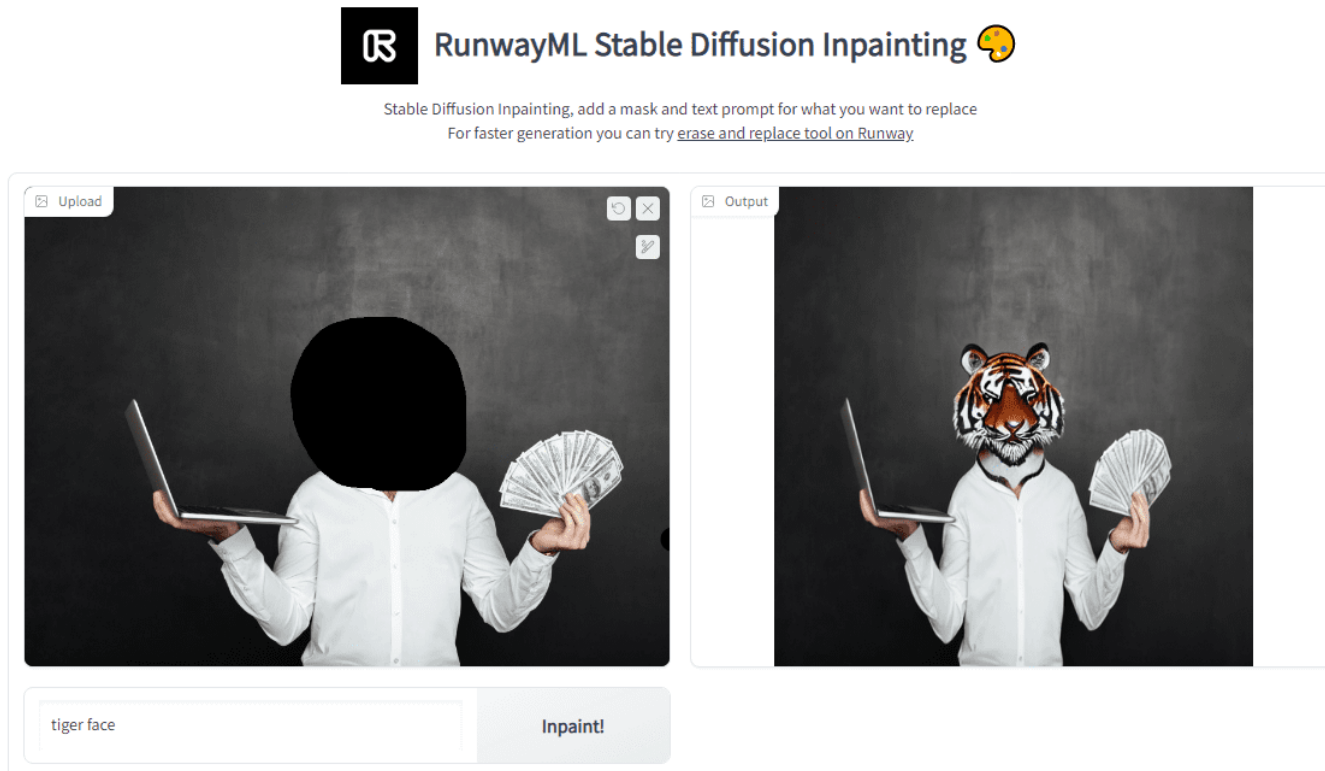 RunwayML Stable Diffusion Inpainting 🎨
Stable Diffusion Inpainting, add a mask and text prompt for what you want to replace
For faster generation you can try erase and replace tool on Runway
Upload
Output
tiger face
Inpaint!